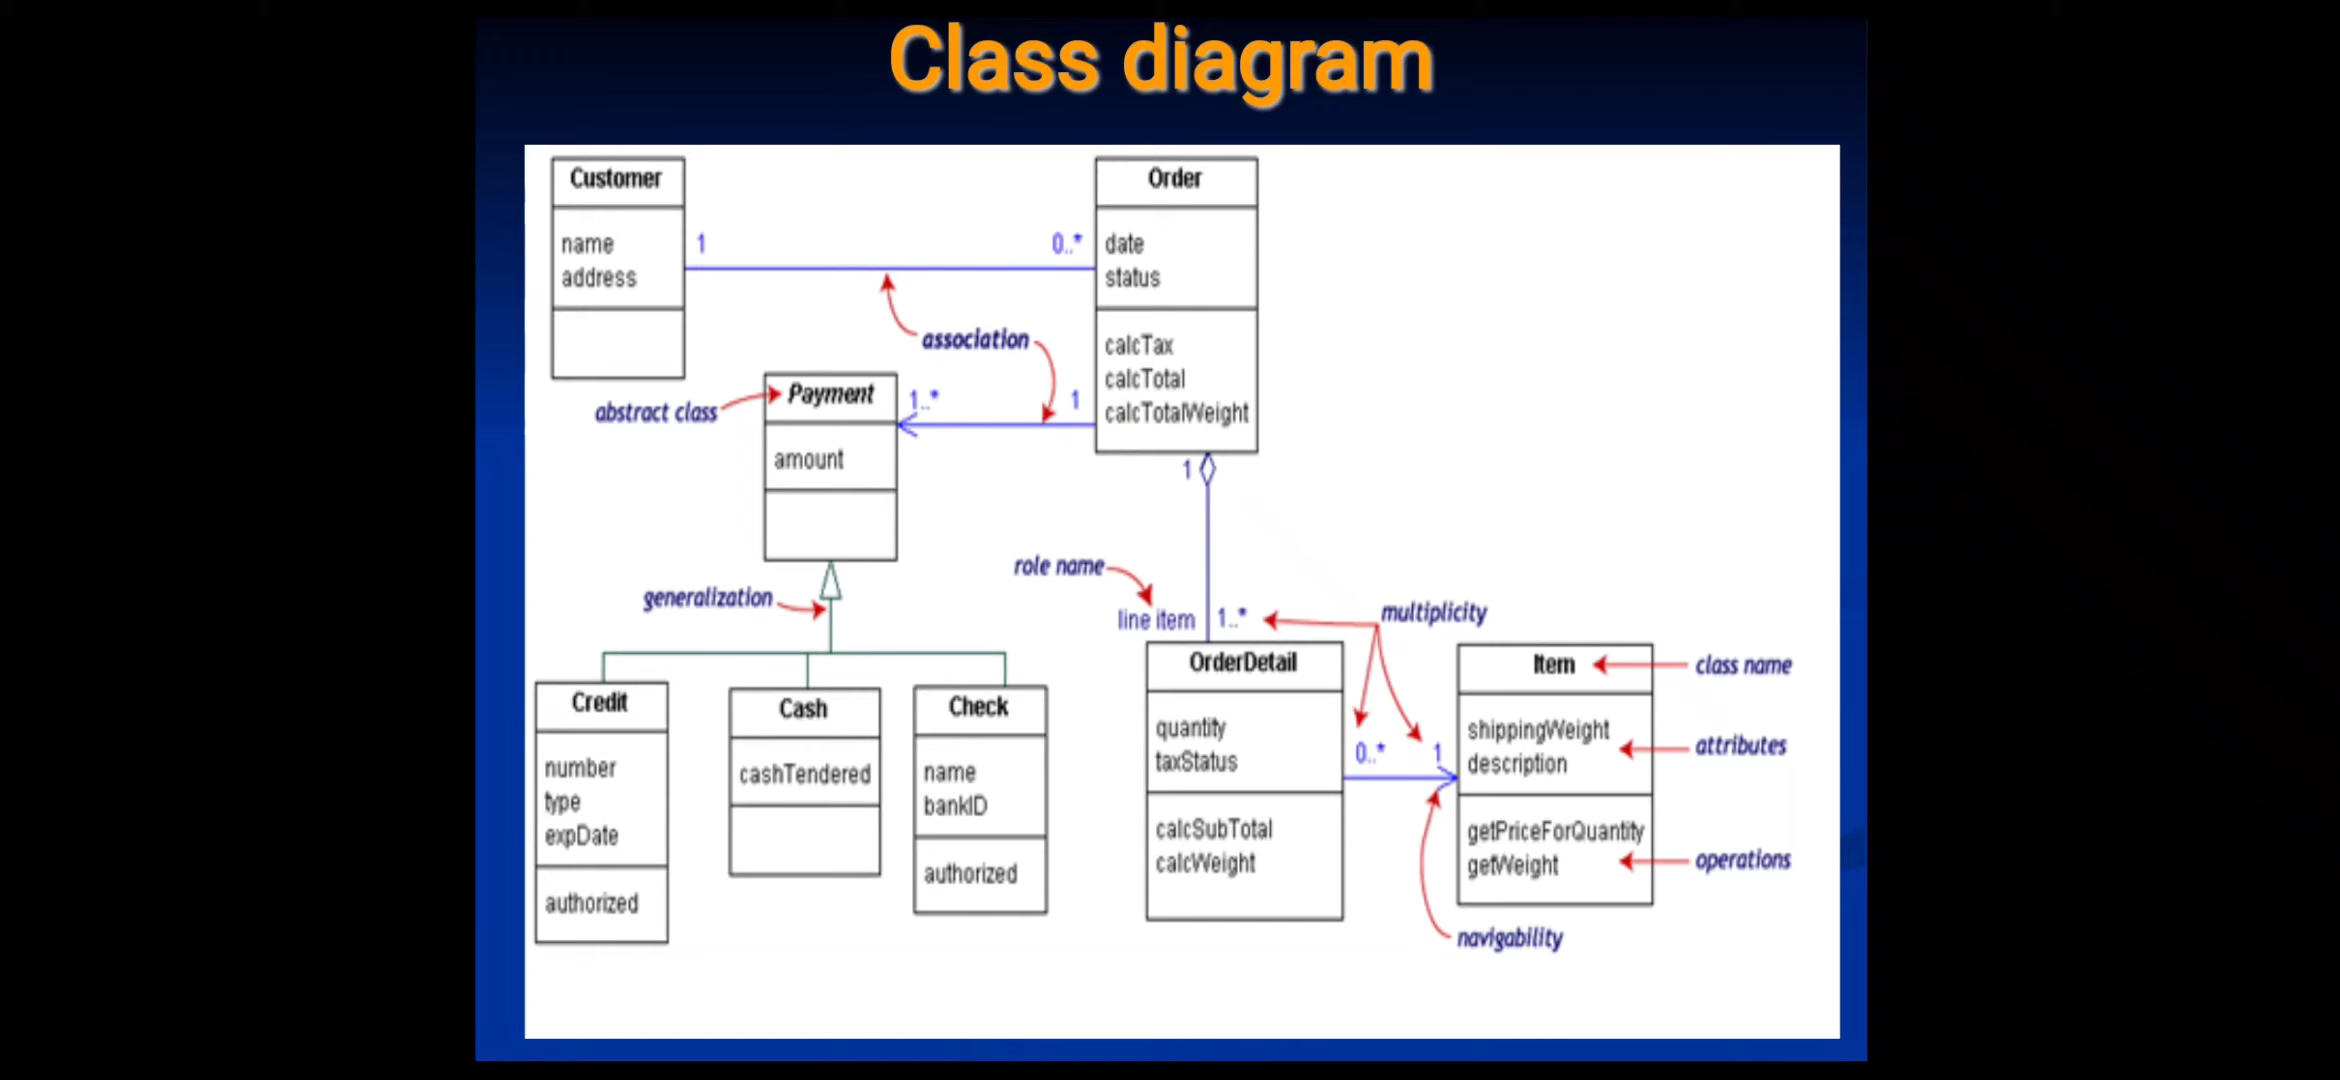 Class diagram
Customer
name
address
1
0..*
Order
date
status
calcTax
calcTotal
calcTotalWeight
association
abstract class
Payment
amount
1..*
1
1
generalization
role name
line item
1..*
multiplicity
Credit
number
type
expDate
authorized
Cash
cashTendered
Check
name
bankID
authorized
OrderDetail
quantity
taxStatus
calcSubTotal
calcWeight
0..*
1
Item
shippingWeight
description
getPriceForQuantity
getWeight
class name
attributes
operations
navigability